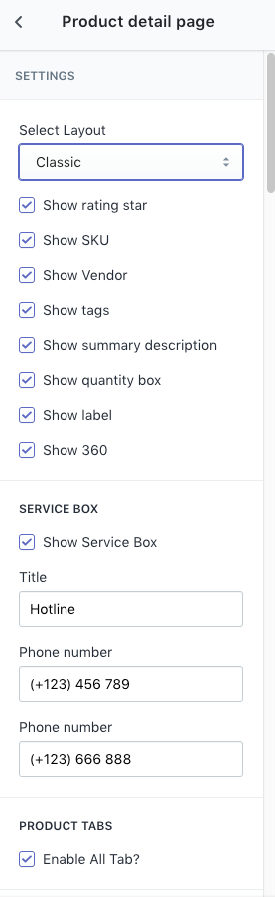 Product detail page
SETTINGS
Select Layout
Classic
Show rating star
Show SKU
Show Vendor
Show tags
Show summary description
Show quantity box
Show label
Show 360
SERVICE BOX
Show Service Box
Title
Hotline
Phone number
(+123) 456 789
Phone number
(+123) 666 888
PRODUCT TABS
Enable All Tab?